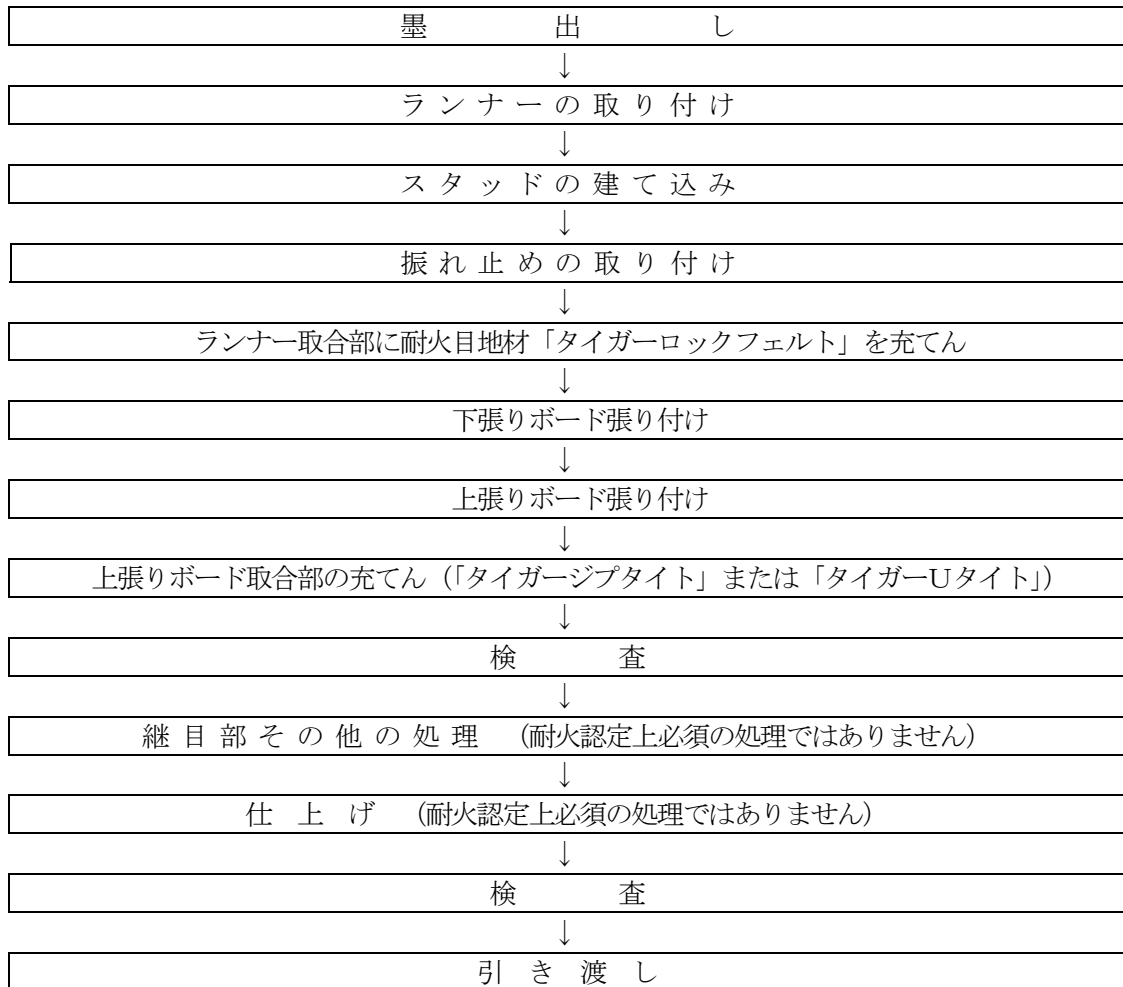 墨出し
↓
ランナーの取り付け
↓
スタッドの建て込み
↓
振れ止めの取り付け
↓
ランナー取合部に耐火目地材「タイガーロックフェルト」を充てん
↓
下張りボード張り付け
↓
上張りボード張り付け
↓
上張りボード取合部の充てん（「タイガージプタイト」または「タイガーUタイト」）
↓
検査
↓
継目部その他の処理 （耐火認定上必須の処理ではありません）
↓
仕上げ （耐火認定上必須の処理ではありません）
↓
検査
↓
引き渡し